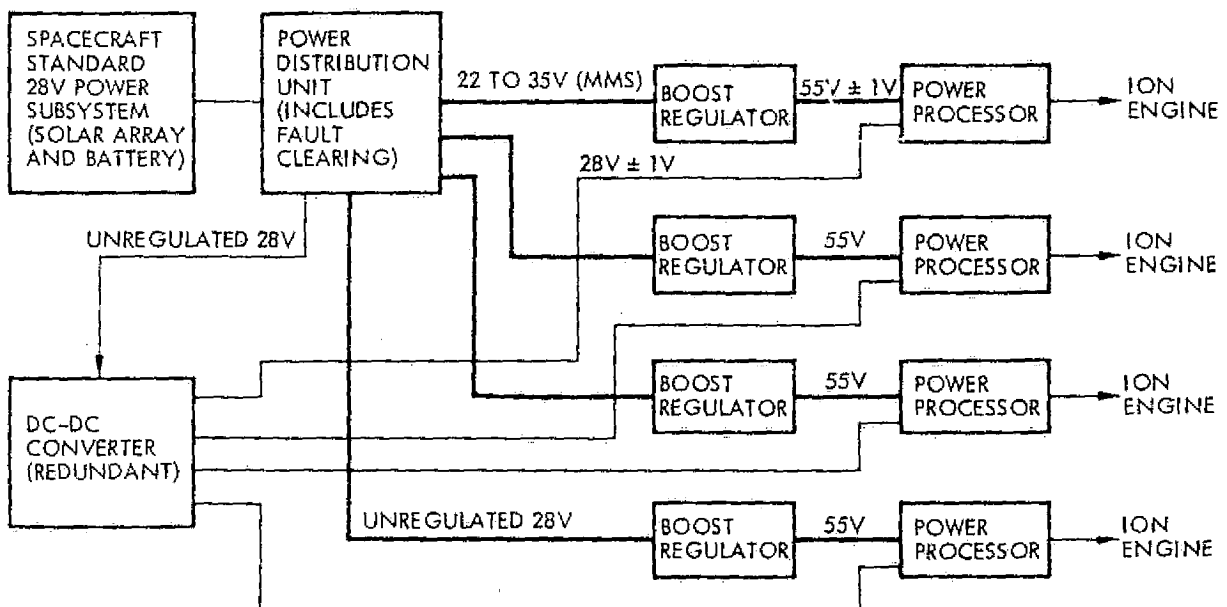 SPACECRAFT
STANDARD
28V POWER
SUBSYSTEM
(SOLAR ARRAY
AND BATTERY)
POWER
DISTRIBUTION
UNIT
(INCLUDES
FAULT
CLEARING)
22 TO 35V (MMS)
BOOST
REGULATOR
55V ± 1V
POWER
PROCESSOR
ION
ENGINE
28V ± 1V
UNREGULATED 28V
BOOST
REGULATOR
55V
POWER
PROCESSOR
ION
ENGINE
DC-DC
CONVERTER
(REDUNDANT)
BOOST
REGULATOR
55V
POWER
PROCESSOR
ION
ENGINE
UNREGULATED 28V
BOOST
REGULATOR
55V
POWER
PROCESSOR
ION
ENGINE